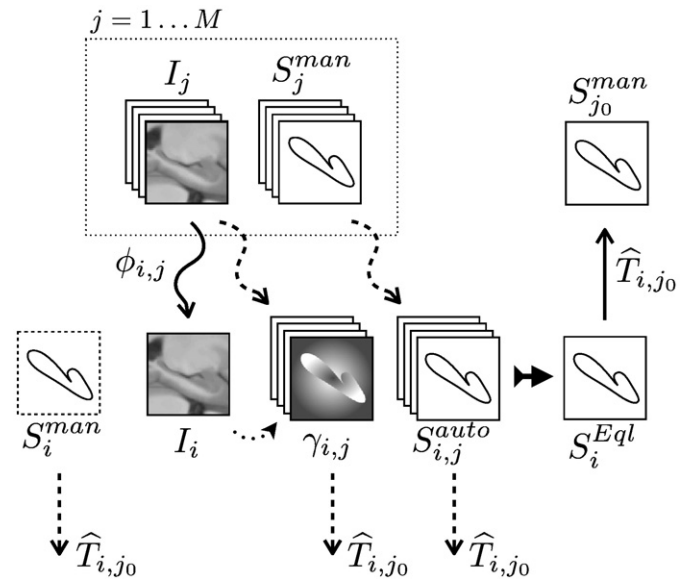 j = 1 … M
I_j S_j^{man}
S_{j_0}^{man}
ϕ_{i,j}
\widehat{T}_{i,j_0}
S_i^{man} I_i γ_{i,j} S_{i,j}^{auto} S_i^{Eql}
\widehat{T}_{i,j_0} \widehat{T}_{i,j_0} \widehat{T}_{i,j_0}